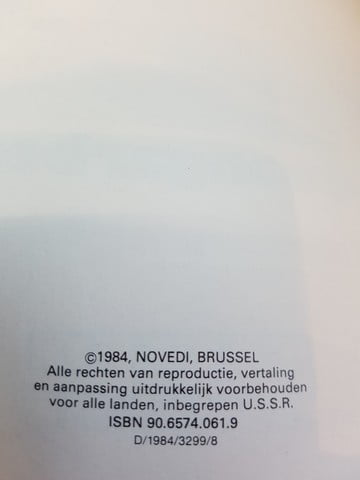 ©1984, NOVEDI, BRUSSEL
Alle rechten van reproductie, vertaling
en aanpassing uitdrukkelijk voorbehouden
voor alle landen, inbegrepen U.S.S.R.
ISBN 90.6574.061.9
D/1984/3299/8